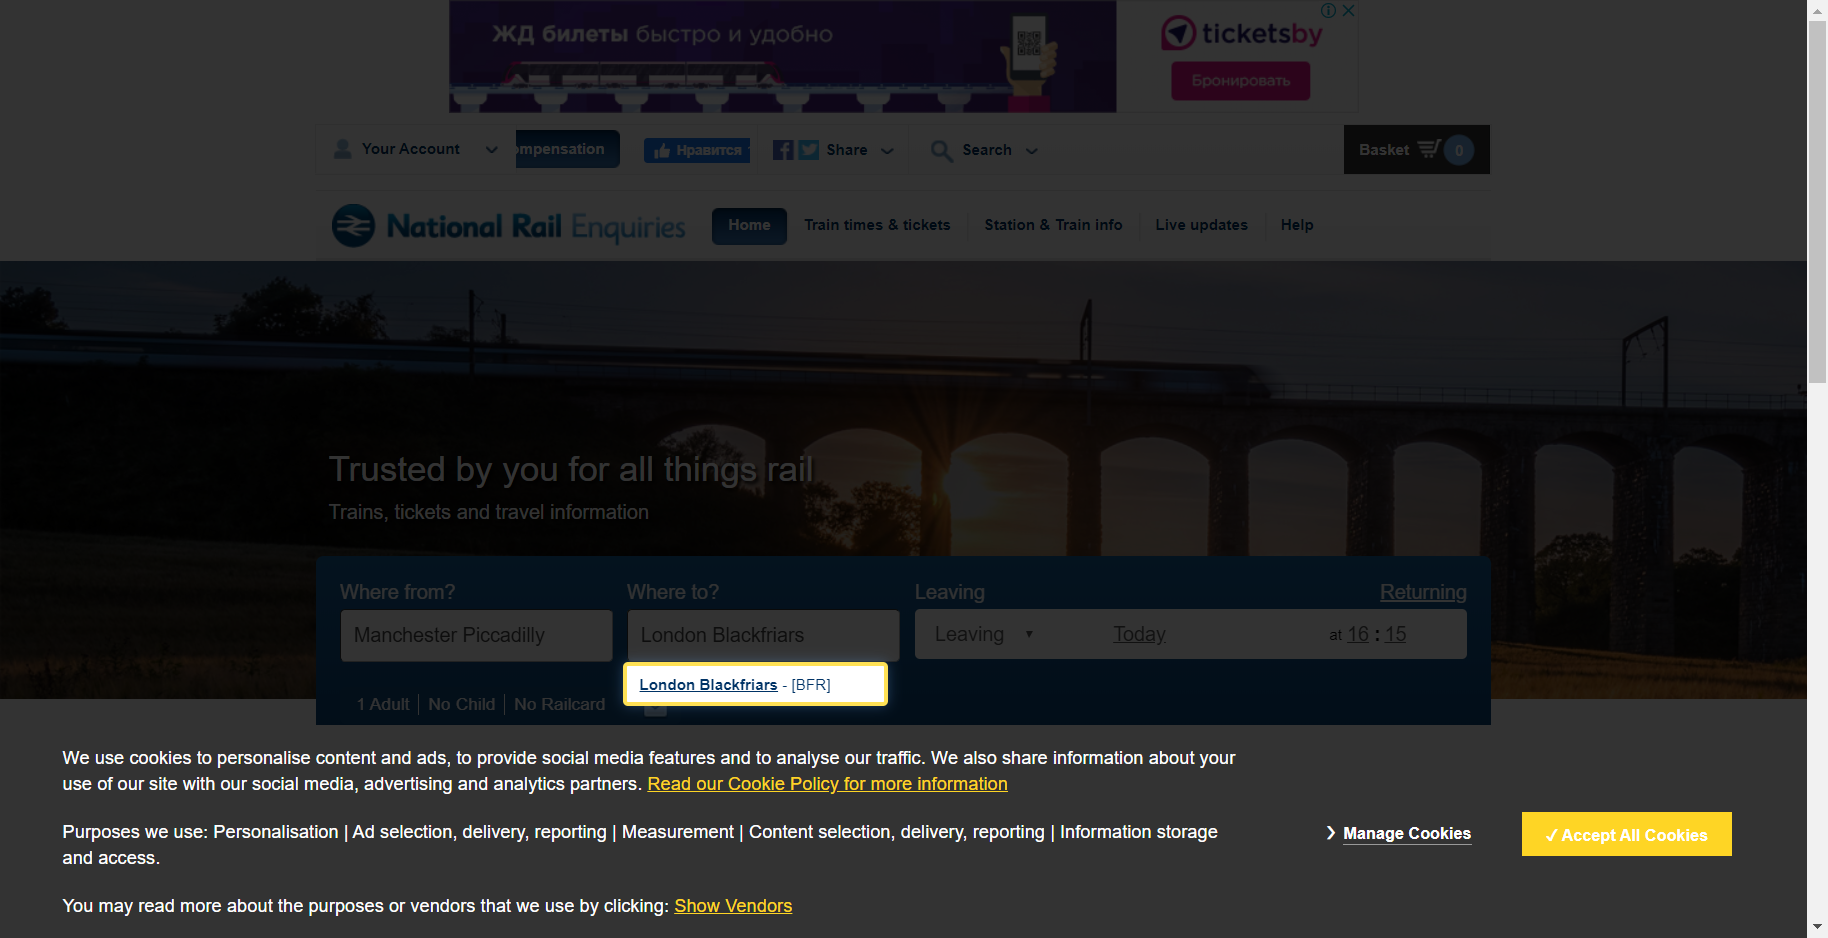 ЖД билеты быстро и удобно
ticketsby
Бронировать
Your Account
ompensation
Нравится
Share
Search
Basket
0
National Rail Enquiries
Home
Train times & tickets
Station & Train info
Live updates
Help
Trusted by you for all things rail
Trains, tickets and travel information
Where from?
Where to?
Leaving
Returning
Manchester Piccadilly
London Blackfriars
Leaving
Today
at 16 : 15
London Blackfriars - [BFR]
1 Adult
No Child
No Railcard
We use cookies to personalise content and ads, to provide social media features and to analyse our traffic. We also share information about your
use of our site with our social media, advertising and analytics partners. Read our Cookie Policy for more information
Purposes we use: Personalisation | Ad selection, delivery, reporting | Measurement | Content selection, delivery, reporting | Information storage
and access.
Manage Cookies
✓ Accept All Cookies
You may read more about the purposes or vendors that we use by clicking: Show Vendors